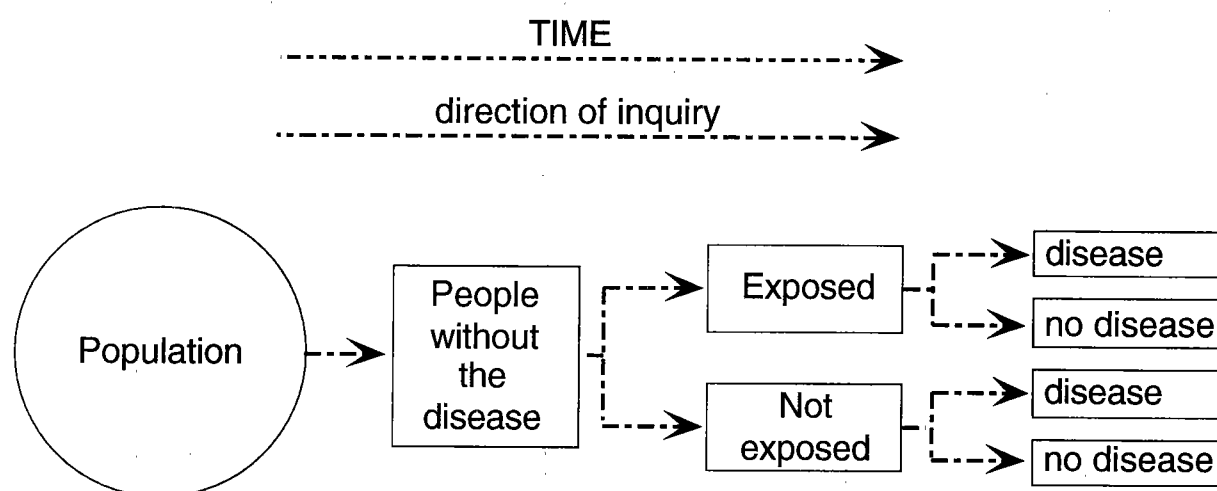 TIME
direction of inquiry
Population
People
without
the
disease
Exposed
Not
exposed
disease
no disease
disease
no disease